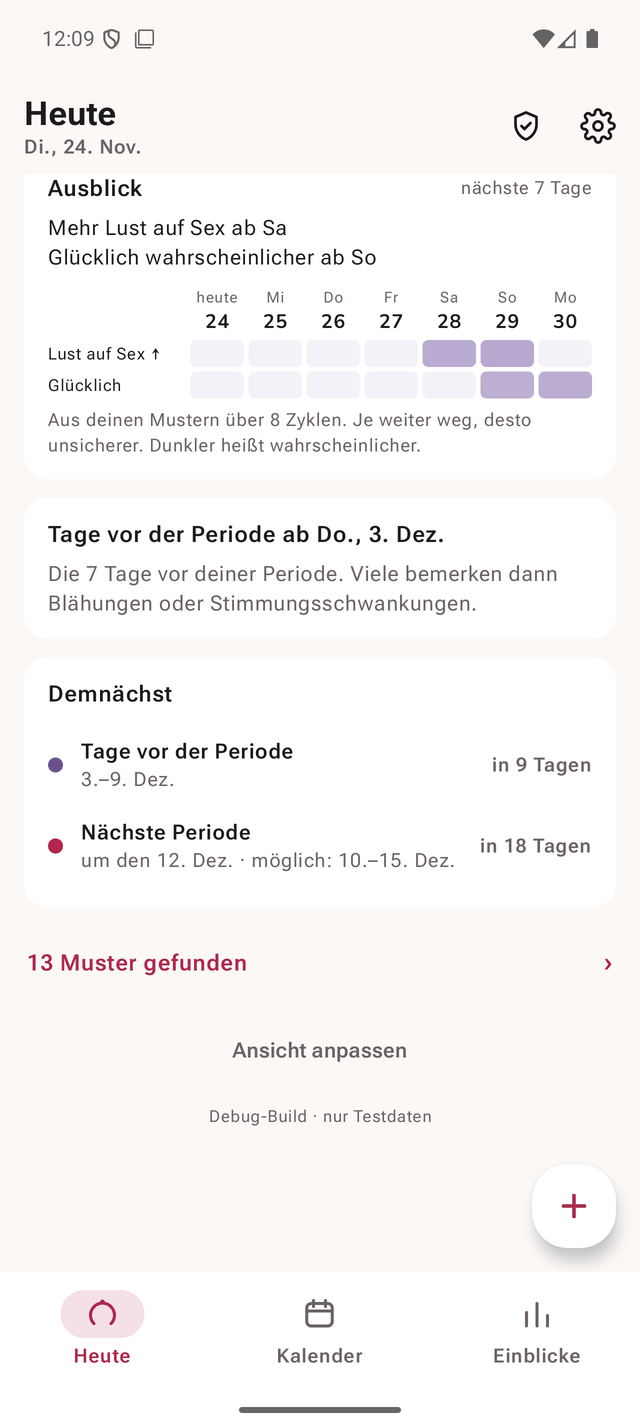 12:09
Heute
Di., 24. Nov.
Ausblick nächste 7 Tage
Mehr Lust auf Sex ab Sa
Glücklich wahrscheinlicher ab So
heute Mi Do Fr Sa So Mo
24 25 26 27 28 29 30
Lust auf Sex ↑
Glücklich
Aus deinen Mustern über 8 Zyklen. Je weiter weg, desto
unsicherer. Dunkler heißt wahrscheinlicher.
Tage vor der Periode ab Do., 3. Dez.
Die 7 Tage vor deiner Periode. Viele bemerken dann
Blähungen oder Stimmungsschwankungen.
Demnächst
Tage vor der Periode
3.–9. Dez.
in 9 Tagen
Nächste Periode
um den 12. Dez. · möglich: 10.–15. Dez.
in 18 Tagen
13 Muster gefunden ›
Ansicht anpassen
Debug-Build · nur Testdaten
+
Heute Kalender Einblicke